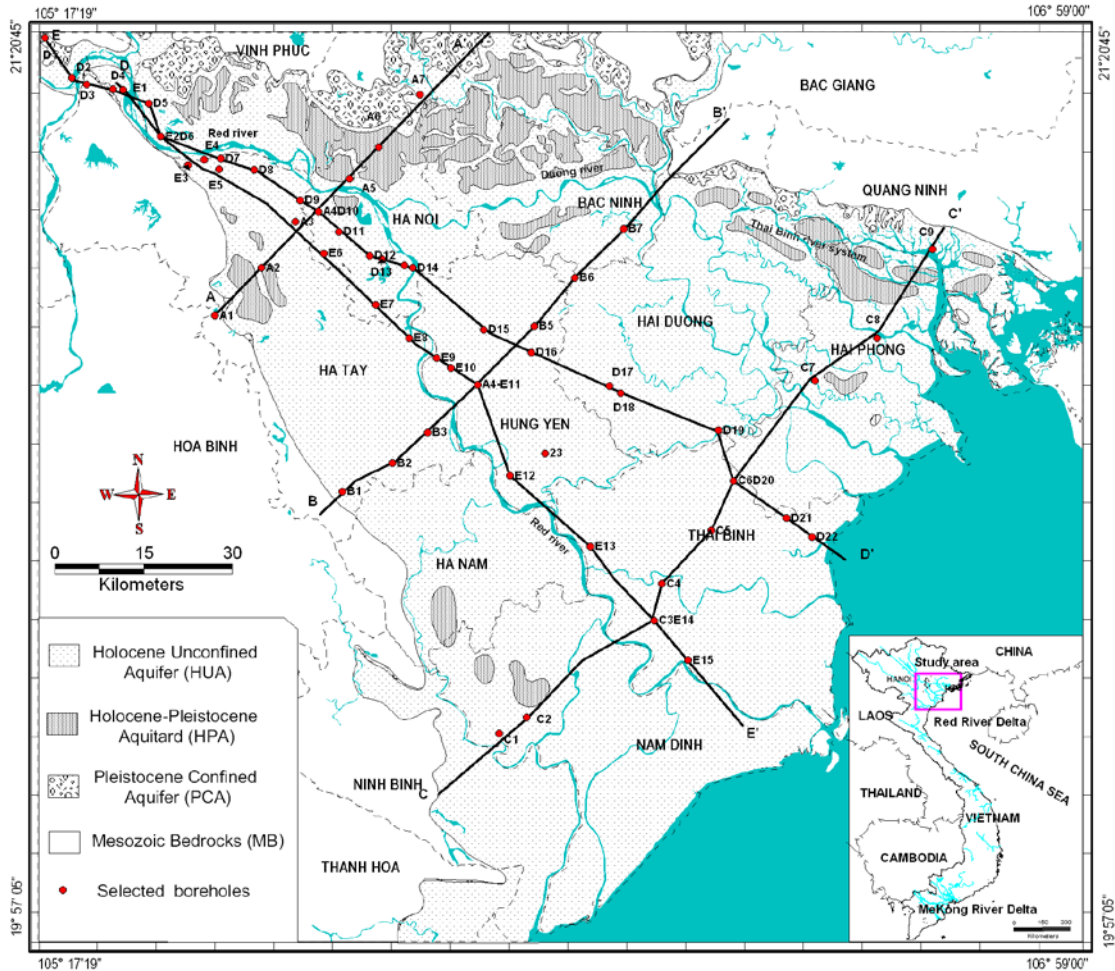 105° 17'19"
106° 59'00"
21°20'45"
21°20'45"
E
VINH PHUC
A'
D
D2
D4
D
A7
BAC GIANG
D3
E1
D5
A6
B'
E2D6
Red river
E4
D7
E3
E5
D8
A5
Duong river
QUANG NINH
D9
A4D10
HA NOI
BAC NINH
C'
A3
D11
B7
Thai Binh river system
C9
E6
D12
D13
D14
A2
B6
A
A1
E7
D15
B5
HAI DUONG
C8
E8
D16
HAI PHONG
HA TAY
E9
E10
D17
C7
A4-E11
D18
HUNG YEN
HOA BINH
B3
D19
23
B2
E12
C6D20
N
W E
S
B1
B
D21
Red river
C5
THAI BINH
D22
E13
D'
0 15 30
Kilometers
HA NAM
C4
C3E14
E15
C2
C1
NAM DINH
E'
NINH BINH
C
THANH HOA
Holocene Unconfined
Aquifer (HUA)
Holocene-Pleistocene
Aquitard (HPA)
Pleistocene Confined
Aquifer (PCA)
Mesozoic Bedrocks (MB)
Selected boreholes
Study area
CHINA
HANOI
LAOS
Red River Delta
SOUTH CHINA SEA
THAILAND
VIETNAM
CAMBODIA
MeKong River Delta
Kilometers
19° 57'05"
19° 57'05"
105° 17'19"
106° 59'00"